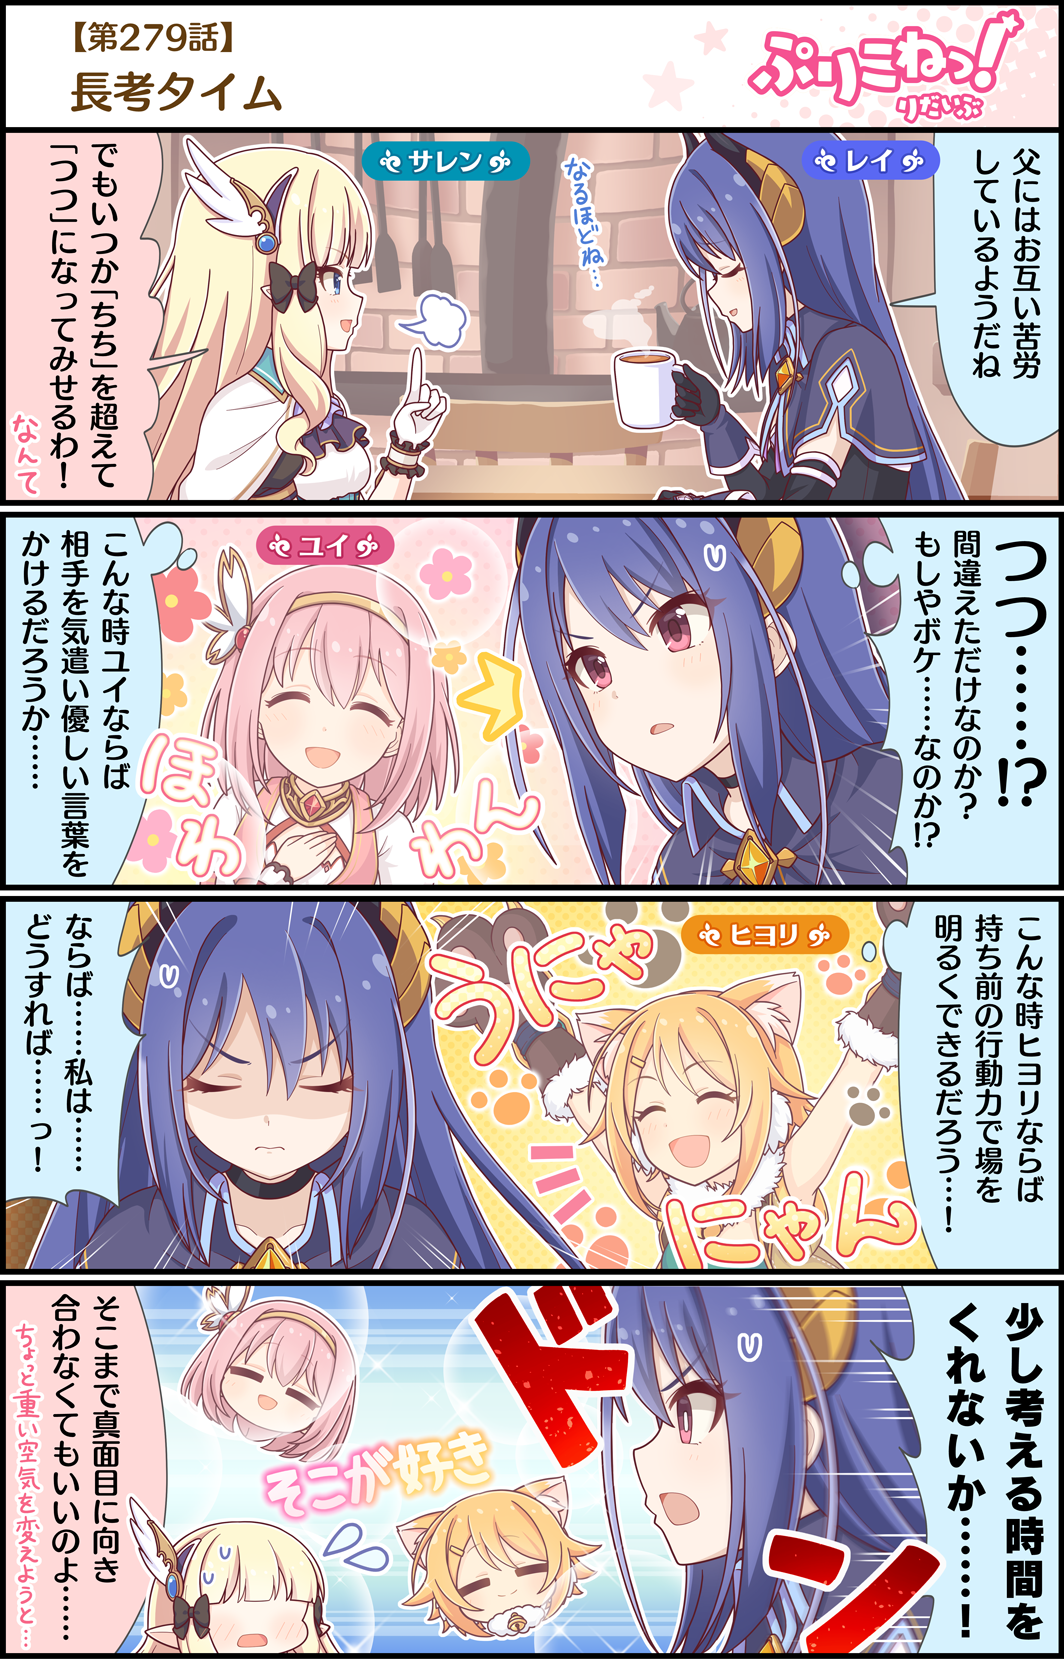 【第279話】
長考タイム
ぷりこねっ!
りだいぶ
レイ
サレン
父にはお互い苦労
しているようだね
なるほどね…
でもいつか「ちち」を超えて
「つつ」になってみせるわ！
なんて
つつ……!?
間違えただけなのか？
もしやボケ……なのか!?
ユイ
こんな時ユイならば
相手を気遣い優しい言葉を
かけるだろうか……
ほわわん
こんな時ヒヨリならば
持ち前の行動力で場を
明るくできるだろう…！
ヒヨリ
うにゃ
にゃん
ならば……私は……
どうすれば……っ！
少し考える時間を
くれないか……！
ドン
そこが好き
そこまで真面目に向き
合わなくてもいいのよ……
ちょっと重い空気を変えようと…